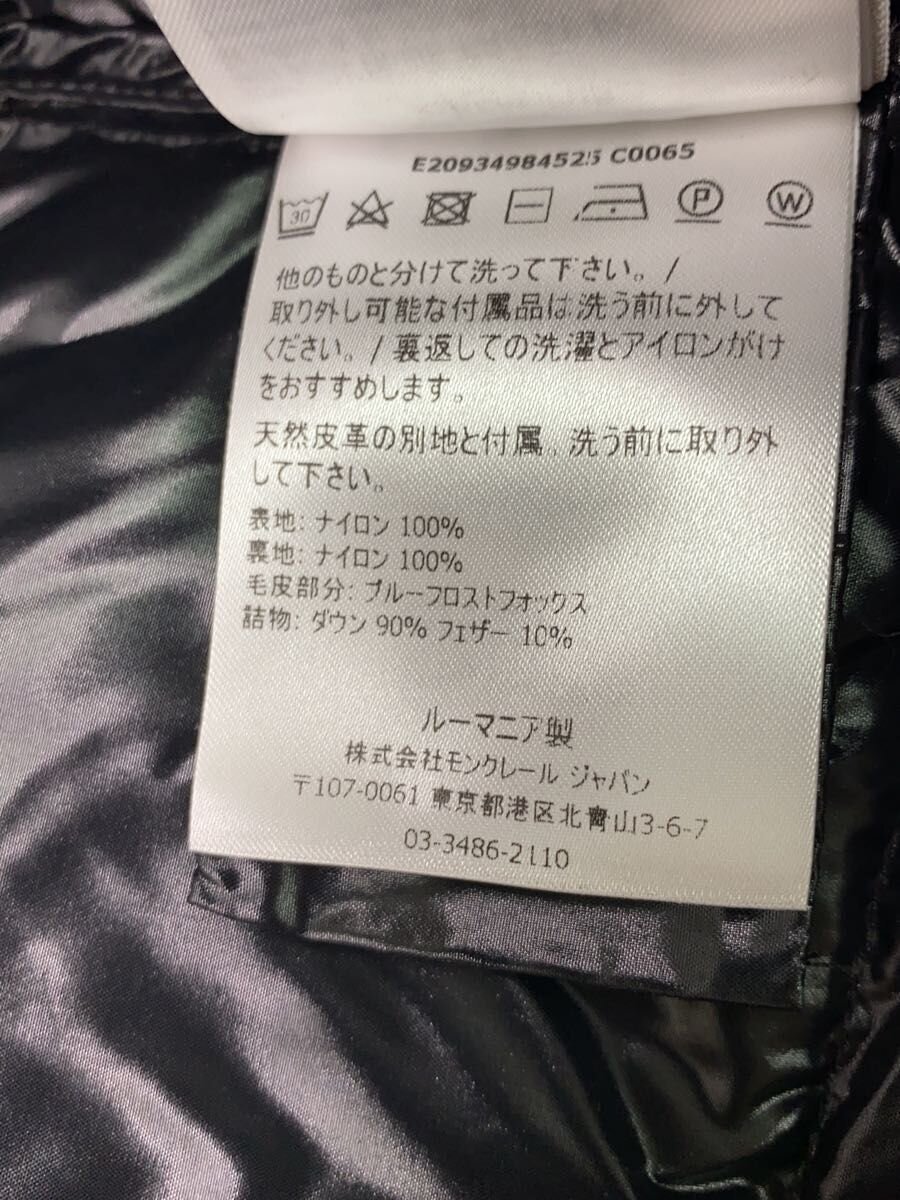 E20934984525 C0065
30 P W
他のものと分けて洗って下さい。/
取り外し可能な付属品は洗う前に外して
ください。/ 裏返しての洗濯とアイロンがけ
をおすすめします。
天然皮革の別地と付属、洗う前に取り外
して下さい。
表地: ナイロン 100%
裏地: ナイロン 100%
毛皮部分: ブルーフロストフォックス
詰物: ダウン 90% フェザー 10%
ルーマニア製
株式会社モンクレール ジャパン
〒107-0061 東京都港区北青山3-6-7
03-3486-2110